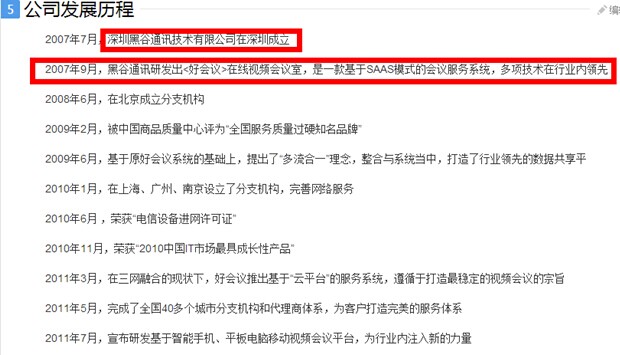 5 公司发展历程 编
2007年7月，深圳黑谷通讯技术有限公司在深圳成立
2007年9月，黑谷通讯研发出<好会议>在线视频会议室，是一款基于SAAS模式的会议服务系统，多项技术在行业内领先
2008年6月，在北京成立分支机构
2009年2月，被中国商品质量中心评为“全国服务质量过硬知名品牌”
2009年6月，基于原好会议系统的基础上，提出了“多流合一”理念，整合与系统当中，打造了行业领先的数据共享平
2010年1月，在上海、广州、南京设立了分支机构，完善网络服务
2010年6月 ，荣获“电信设备进网许可证”
2010年11月，荣获“2010中国IT市场最具成长性产品”
2011年3月，在三网融合的现状下，好会议推出基于“云平台”的服务系统，遵循于打造最稳定的视频会议的宗旨
2011年5月，完成了全国40多个城市分支机构和代理商体系，为客户打造完美的服务体系
2011年7月，宣布研发基于智能手机、平板电脑移动视频会议平台，为行业内注入新的力量